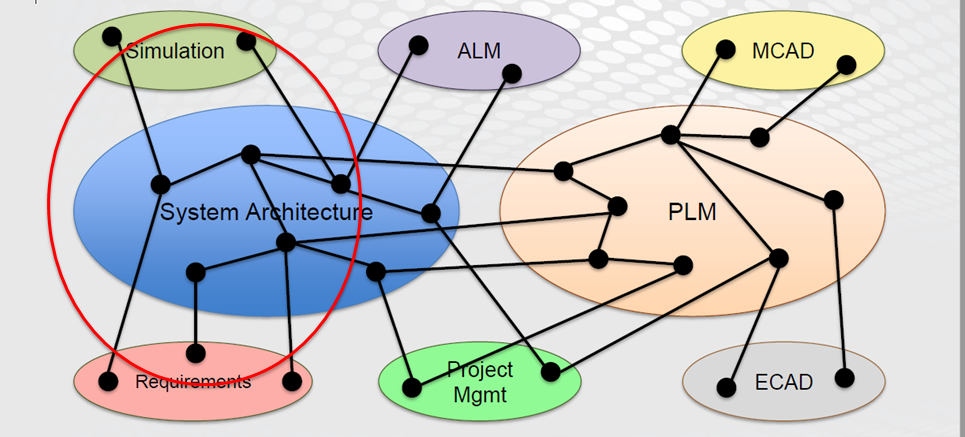 Simulation
ALM
MCAD
System Architecture
PLM
Requirements
Project
Mgmt
ECAD